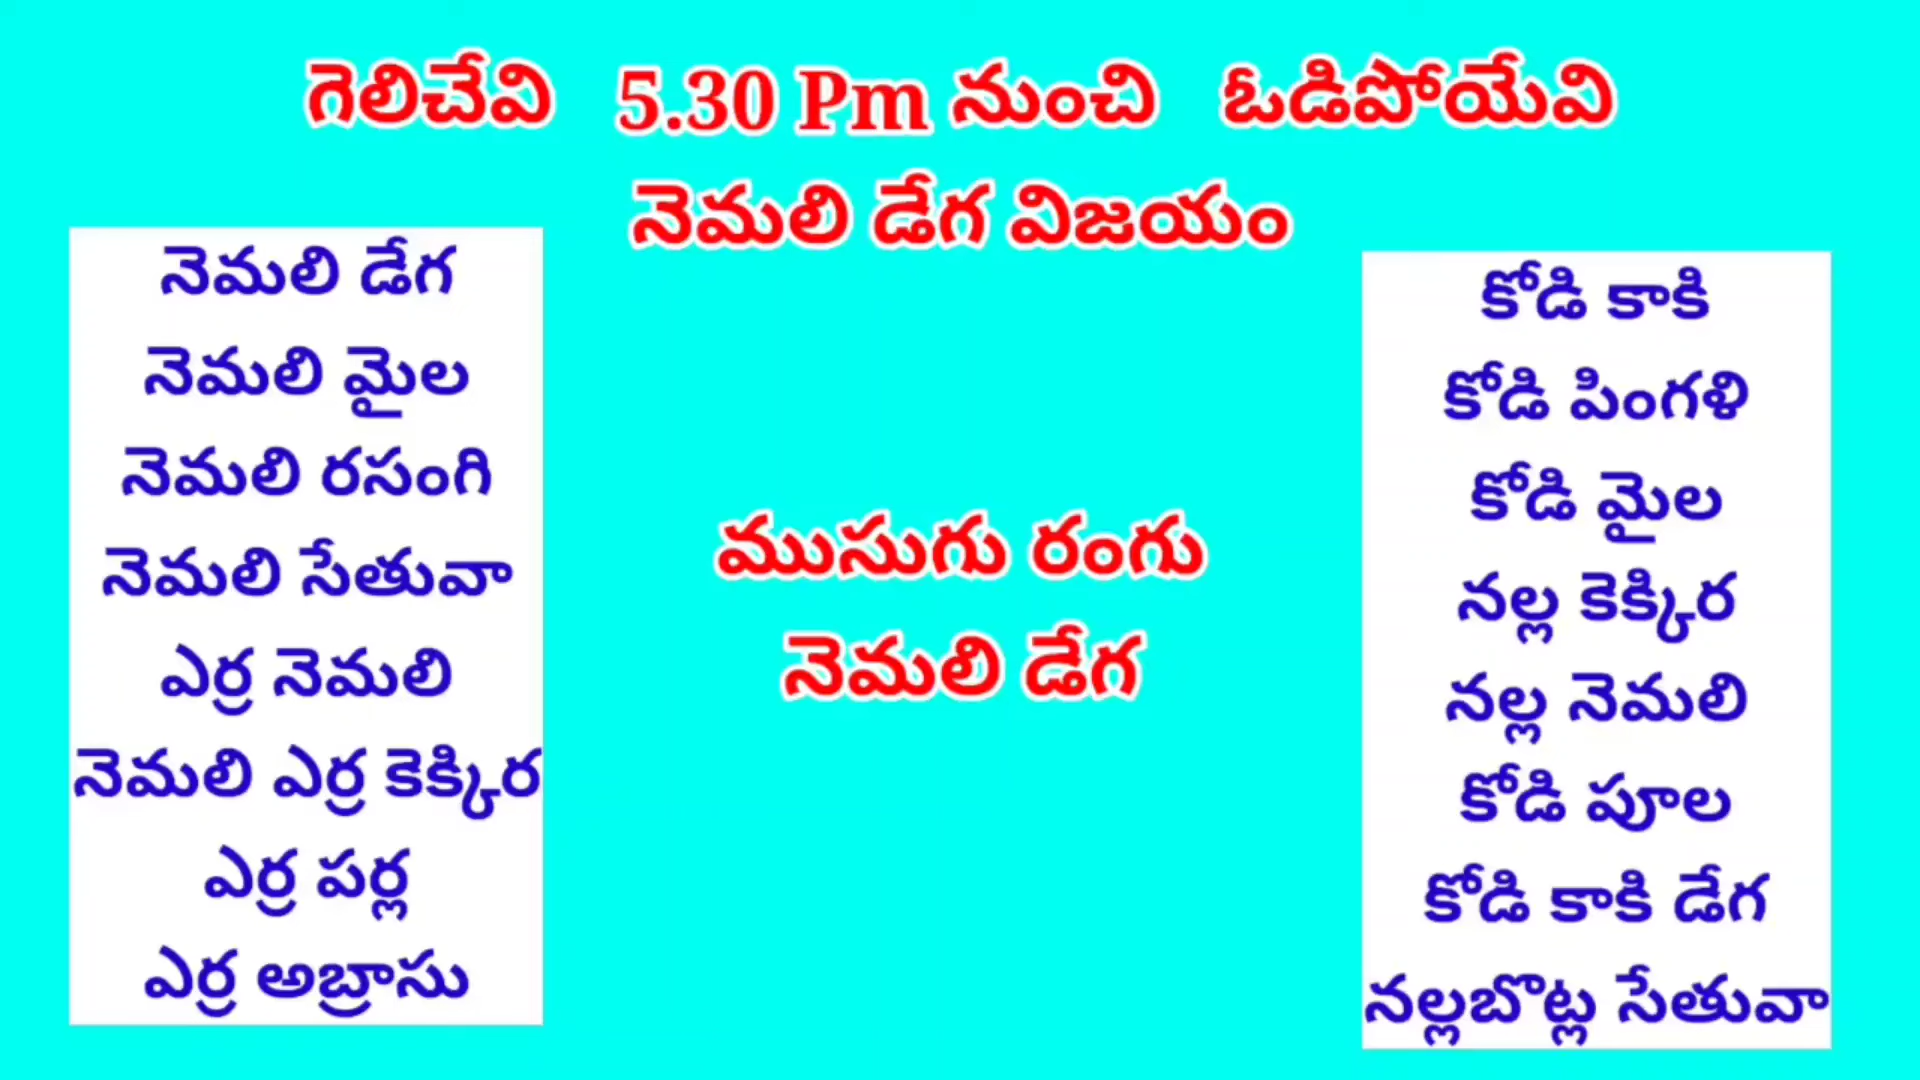 గెలిచేవి 5.30 Pm నుంచి ఓడిపోయేవి
నెమలి డేగ విజయం
నెమలి డేగ
నెమలి మైల
నెమలి రసంగి
నెమలి సేతువా
ఎర్ర నెమలి
నెమలి ఎర్ర కెక్కిర
ఎర్ర పర్ల
ఎర్ర అబ్రాసు
ముసుగు రంగు
నెమలి డేగ
కోడి కాకి
కోడి పింగళి
కోడి మైల
నల్ల కెక్కిర
నల్ల నెమలి
కోడి పూల
కోడి కాకి డేగ
నల్లబొట్ల సేతువా